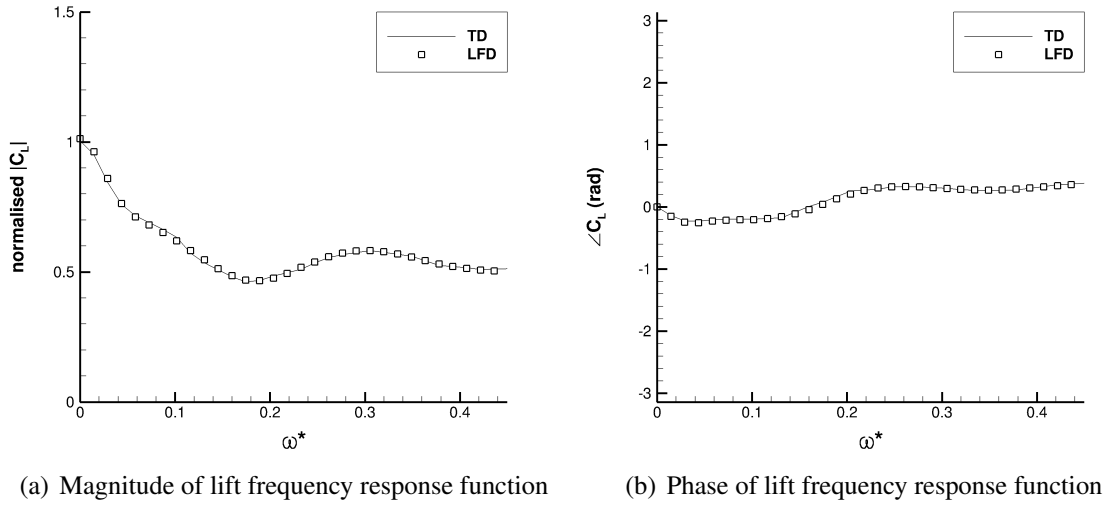 1.5
1
0.5
0
normalised |C_L|
0 0.1 0.2 0.3 0.4
ω*
TD
LFD
3
2
1
0
-1
-2
-3
∠C_L (rad)
0 0.1 0.2 0.3 0.4
ω*
TD
LFD
(a) Magnitude of lift frequency response function
(b) Phase of lift frequency response function